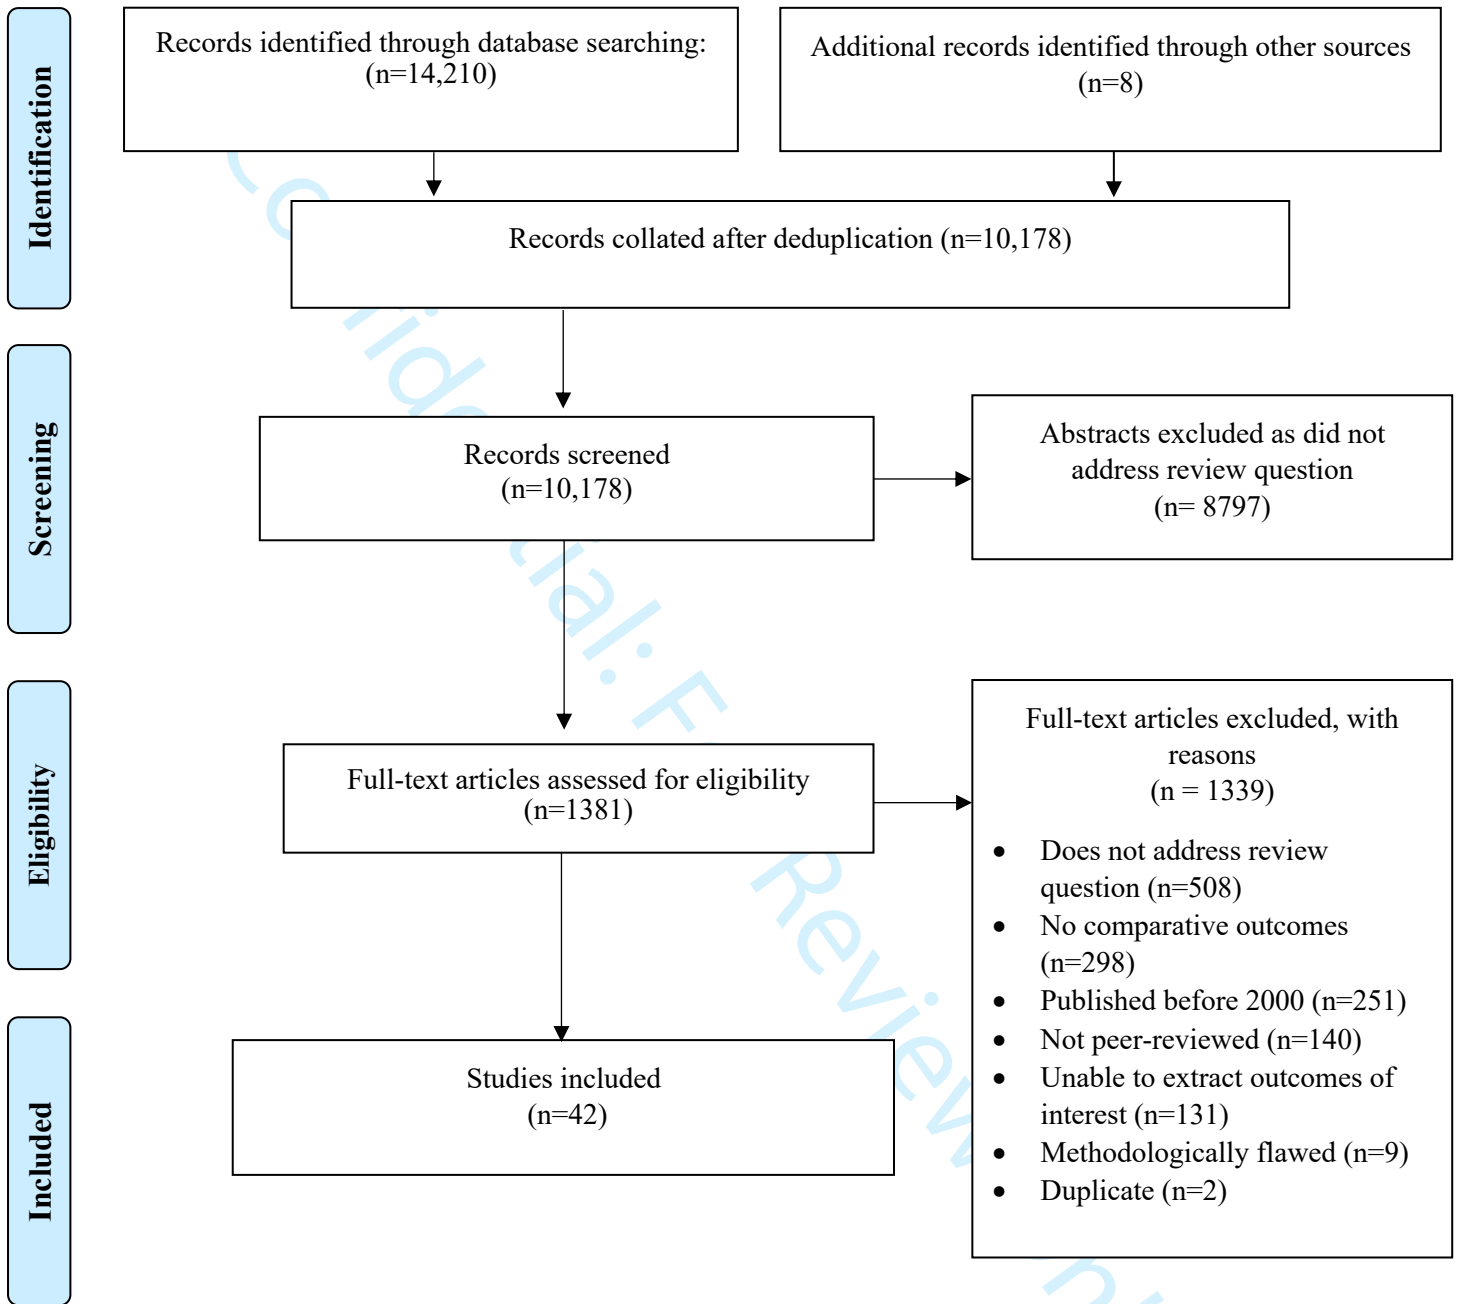 Identification
Records identified through database searching:
(n=14,210)
Additional records identified through other sources
(n=8)
Records collated after deduplication (n=10,178)
Screening
Records screened
(n=10,178)
Abstracts excluded as did not
address review question
(n= 8797)
Eligibility
Full-text articles assessed for eligibility
(n=1381)
Full-text articles excluded, with
reasons
(n = 1339)
• Does not address review
question (n=508)
• No comparative outcomes
(n=298)
• Published before 2000 (n=251)
• Not peer-reviewed (n=140)
• Unable to extract outcomes of
interest (n=131)
• Methodologically flawed (n=9)
• Duplicate (n=2)
Included
Studies included
(n=42)